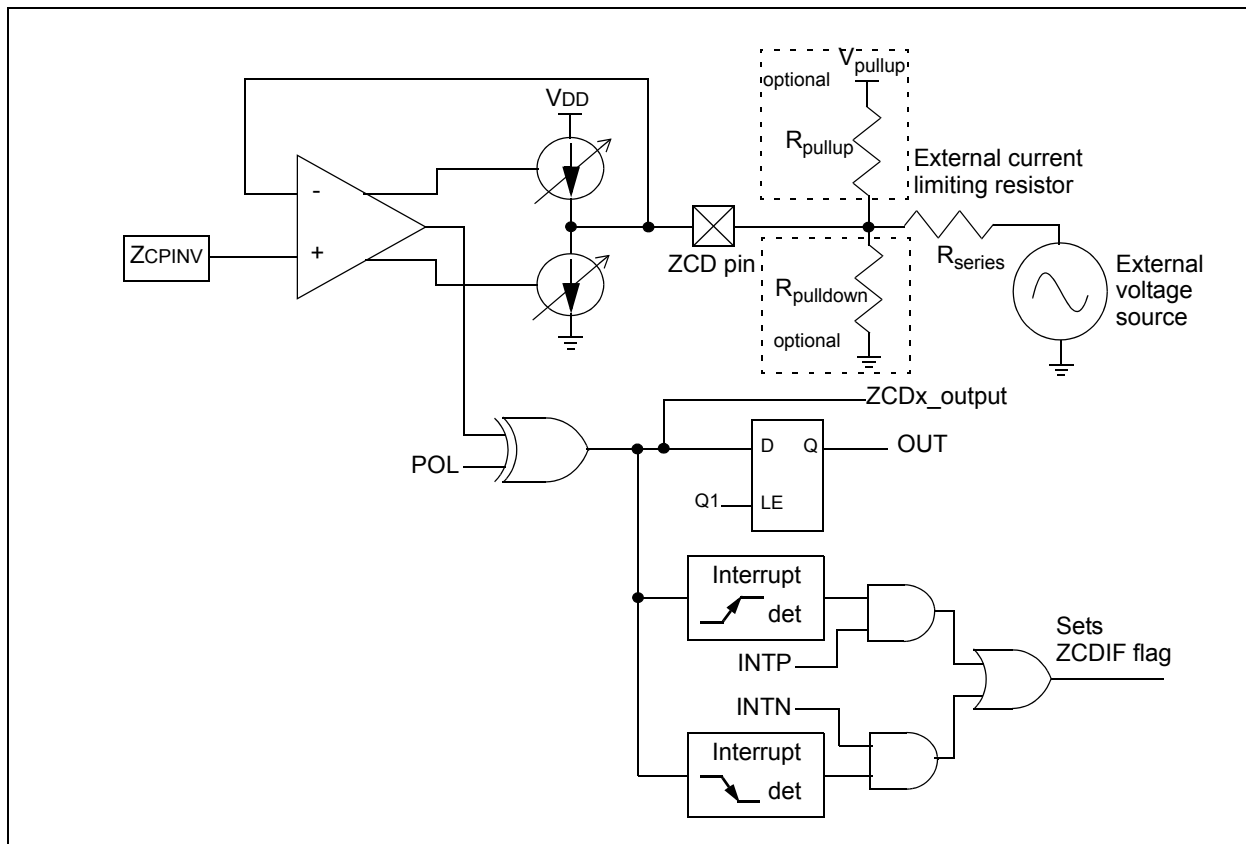 Vpullup
optional
VDD
Rpullup
External current
limiting resistor
-
+
ZCPINV
ZCD pin
Rseries
Rpulldown
External
voltage
source
optional
ZCDx_output
POL
D
Q
OUT
Q1
LE
Interrupt
det
INTP
Sets
ZCDIF flag
INTN
Interrupt
det